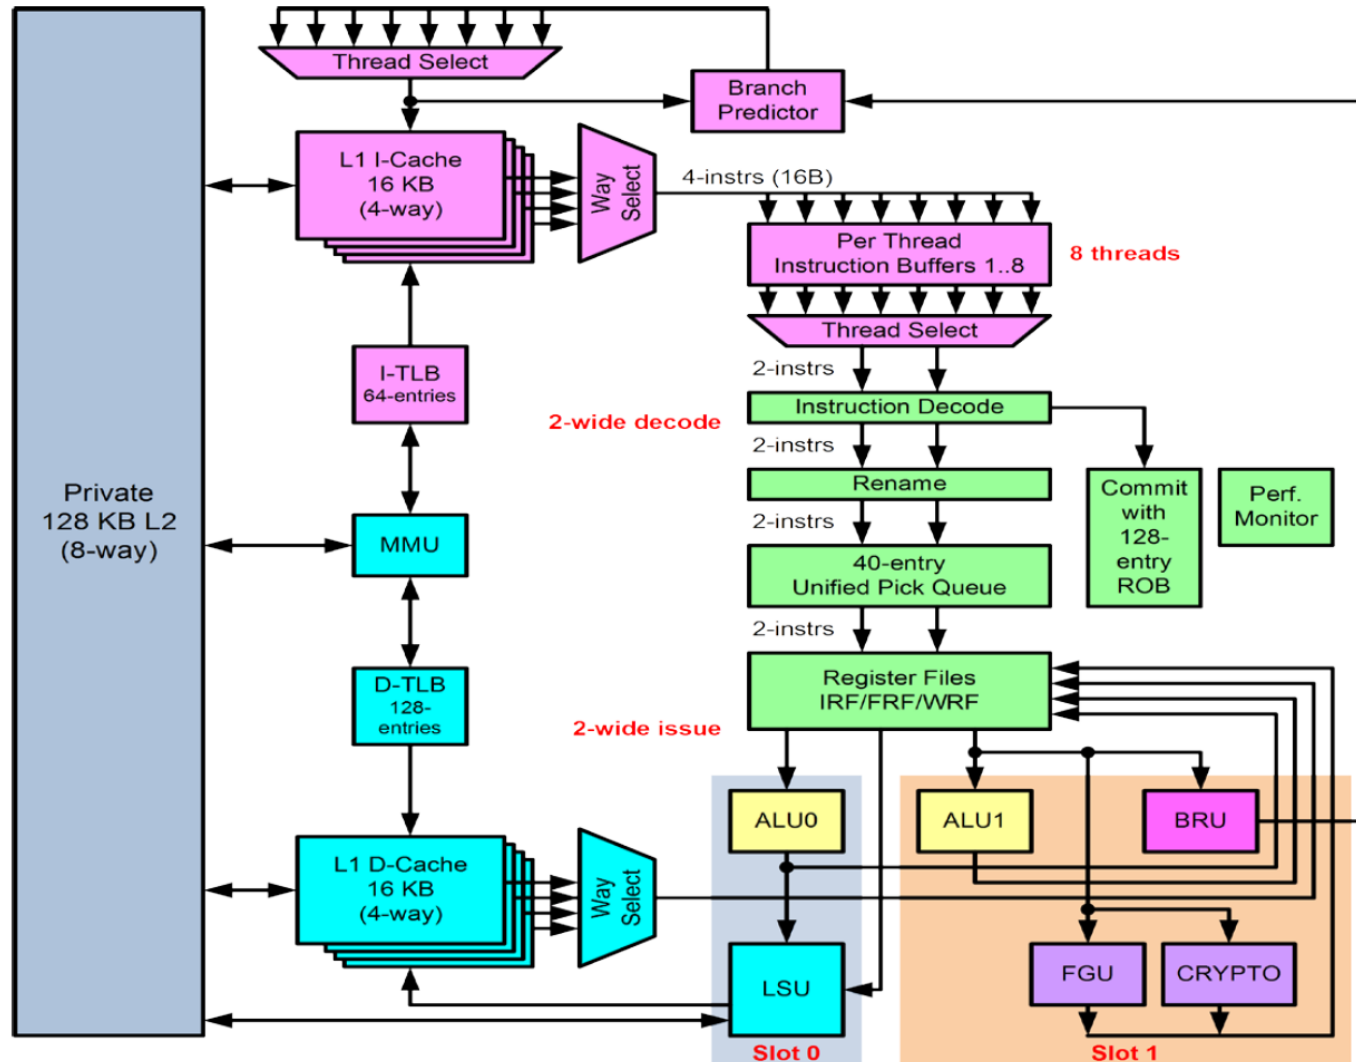 Thread Select
Branch
Predictor
L1 I-Cache
16 KB
(4-way)
Way
Select
4-instrs (16B)
Per Thread
Instruction Buffers 1..8
8 threads
Thread Select
I-TLB
64-entries
2-instrs
Instruction Decode
2-wide decode
2-instrs
Rename
Private
128 KB L2
(8-way)
MMU
2-instrs
40-entry
Unified Pick Queue
Commit
with
128-
entry
ROB
Perf.
Monitor
2-instrs
D-TLB
128-
entries
Register Files
IRF/FRF/WRF
2-wide issue
ALU0
ALU1
BRU
L1 D-Cache
16 KB
(4-way)
Way
Select
LSU
FGU
CRYPTO
Slot 0
Slot 1